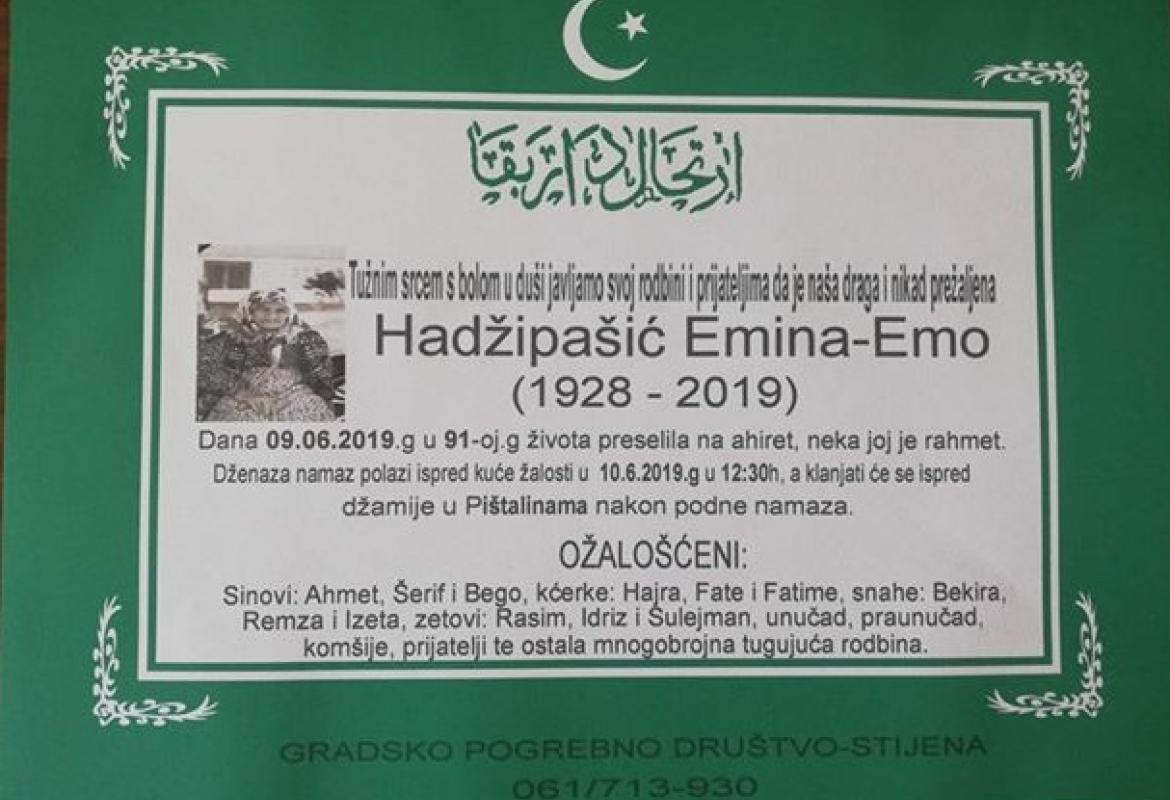 ارتحال دار بقا
Tužnim srcem s bolom u duši javljamo svoj rodbini i prijateljima da je naša draga i nikad prežaljena
Hadžipašić Emina-Emo
(1928 - 2019)
Dana 09.06.2019.g u 91-oj.g života preselila na ahiret, neka joj je rahmet.
Dženaza namaz polazi ispred kuće žalosti u 10.6.2019.g u 12:30h, a klanjati će se ispred
džamije u Pištalinama nakon podne namaza.
OŽALOŠĆENI:
Sinovi: Ahmet, Šerif i Bego, kćerke: Hajra, Fate i Fatime, snahe: Bekira,
Remza i Izeta, zetovi: Rasim, Idriz i Sulejman, unučad, praunučad,
komšije, prijatelji te ostala mnogobrojna tugujuća rodbina.
GRADSKO POGREBNO DRUŠTVO-STIJENA
061/713-930